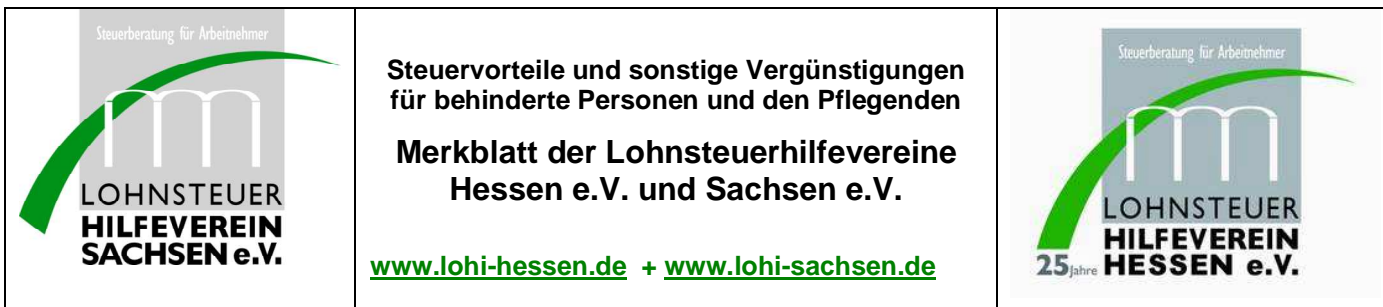 Steuerberatung für Arbeitnehmer
LOHNSTEUER
HILFEVEREIN
SACHSEN e.V.
Steuervorteile und sonstige Vergünstigungen
für behinderte Personen und den Pflegenden
Merkblatt der Lohnsteuerhilfevereine
Hessen e.V. und Sachsen e.V.
www.lohi-hessen.de + www.lohi-sachsen.de
Steuerberatung für Arbeitnehmer
LOHNSTEUER
HILFEVEREIN
25 Jahre HESSEN e.V.